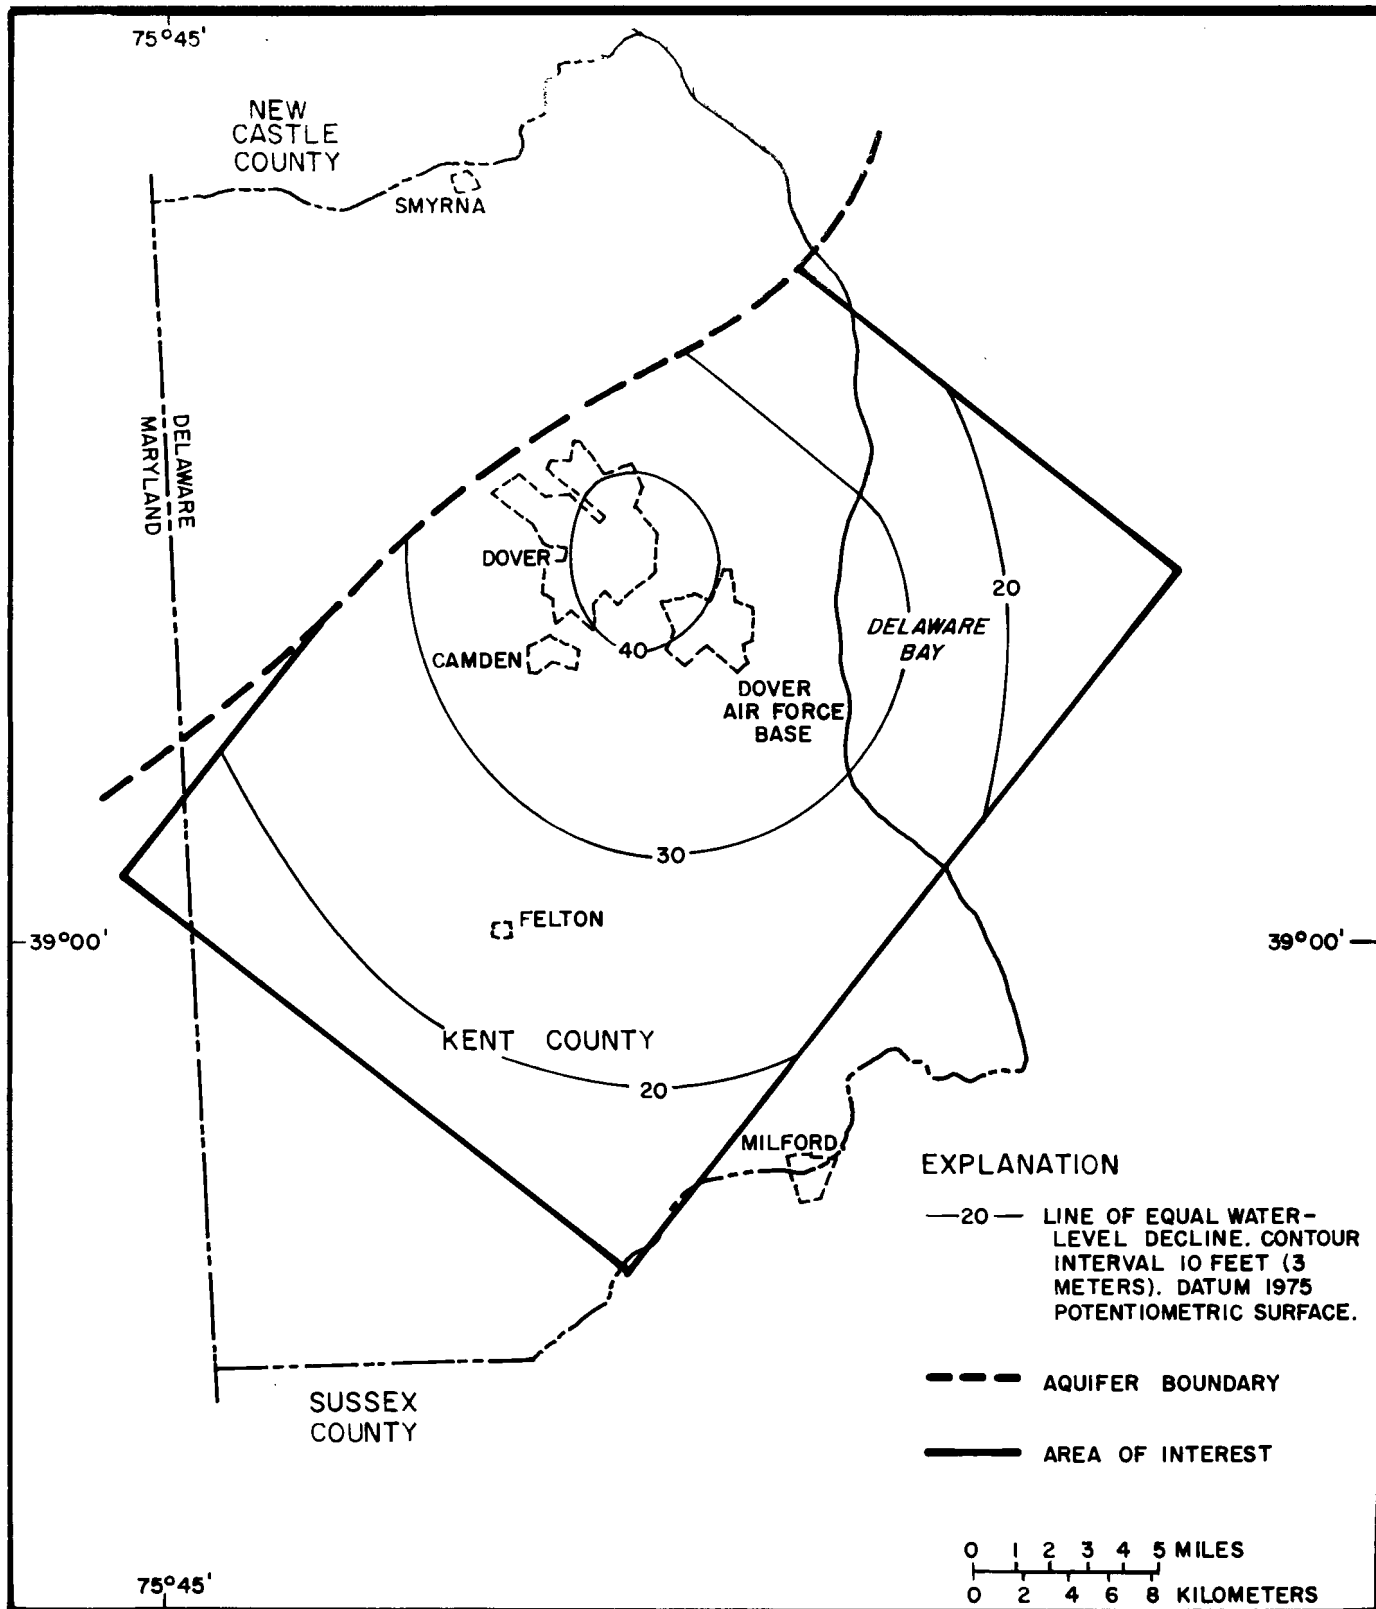 75°45'
NEW
CASTLE
COUNTY
SMYRNA
DELAWARE
MARYLAND
DOVER
20
DELAWARE
BAY
40
CAMDEN
DOVER
AIR FORCE
BASE
30
FELTON
39°00'
39°00'
KENT COUNTY
20
MILFORD
EXPLANATION
20 LINE OF EQUAL WATER-
LEVEL DECLINE. CONTOUR
INTERVAL 10 FEET (3
METERS). DATUM 1975
POTENTIOMETRIC SURFACE.
AQUIFER BOUNDARY
SUSSEX
COUNTY
AREA OF INTEREST
0 1 2 3 4 5 MILES
0 2 4 6 8 KILOMETERS
75°45'